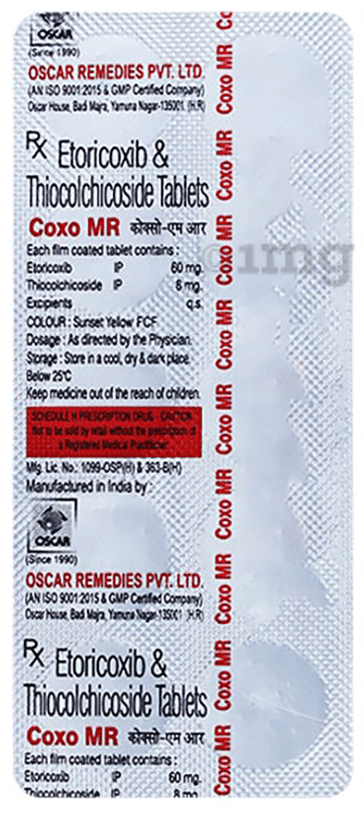 OSCAR
(Since 1990)
OSCAR REMEDIES PVT. LTD.
(AN ISO 9001:2015 & GMP Certified Company)
Oscar House, Badi Majra, Yamuna Nagar-135001. (H.R)
Rx Etoricoxib &
Thiocolchicoside Tablets
Coxo MR कोक्सो-एम आर
Each film coated tablet contains :
Etoricoxib IP 60 mg.
Thiocolchicoside IP 8 mg.
Excipients q.s.
COLOUR : Sunset Yellow FCF
Dosage : As directed by the Physician.
Storage : Store in a cool, dry & dark place.
Below 25°C
Keep medicine out of the reach of children.
SCHEDULE H PRESCRIPTION DRUG - CAUTION
Not to be sold by retail without the prescription of
a Registered Medical Practitioner.
Mfg. Lic. No.: 1099-OSP(H) & 363-B(H)
Manufactured in India by :
OSCAR
(Since 1990)
OSCAR REMEDIES PVT. LTD.
(AN ISO 9001:2015 & GMP Certified Company)
Oscar House, Badi Majra, Yamuna Nagar-135001 (H.R)
Rx Etoricoxib &
Thiocolchicoside Tablets
Coxo MR कोक्सो-एम आर
Each film coated tablet contains :
Etoricoxib IP 60 mg.
Thiocolchicoside IP 8 mg.
Co
Coxo MR
Coxo MR
Coxo MR
Coxo MR
Coxo MR
Coxo MR
Coxo MR
Coxo MR
Coxo MR
1mg